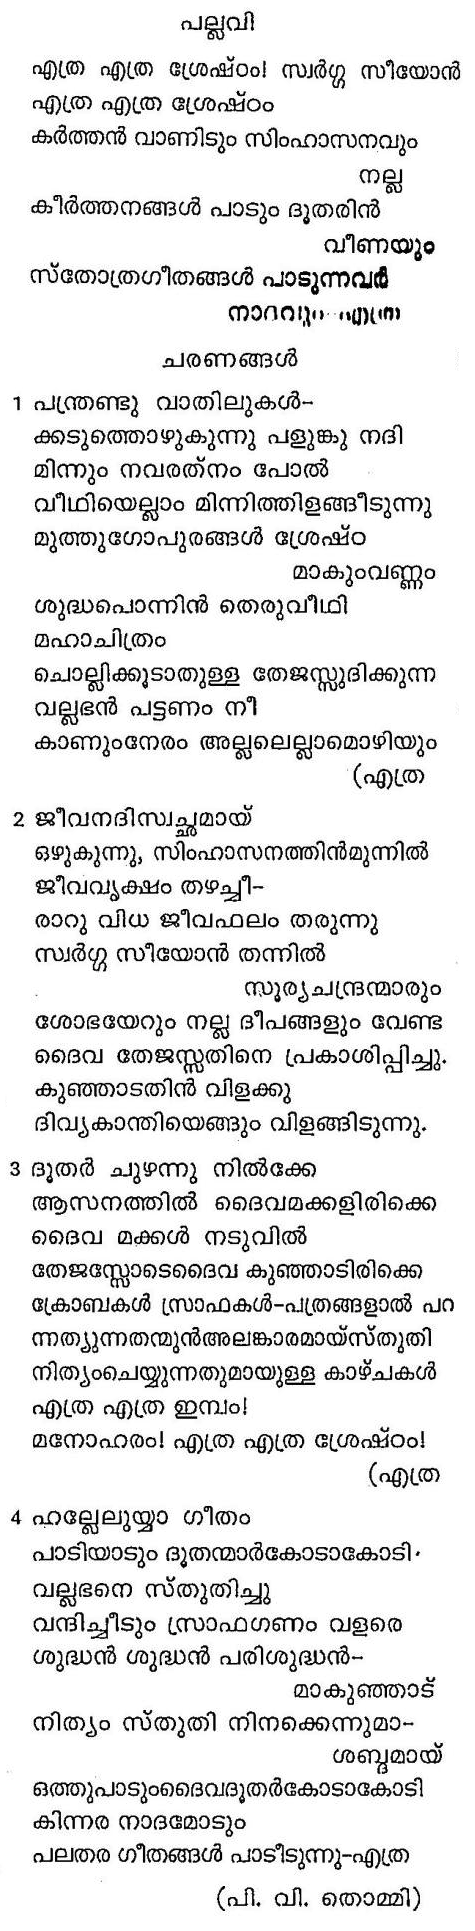 പല്ലവി
എത്ര എത്ര ശ്രേഷ്ഠം! സ്വർഗ്ഗ സീയോൻ
എത്ര എത്ര ശ്രേഷ്ഠം
കർത്തൻ വാണിടും സിംഹാസനവും
നല്ല
കീർത്തനങ്ങൾ പാടും ദൂതരിൻ
വീണയും
സ്തോത്രഗീതങ്ങൾ പാടുന്നവർ
നാദവും എത്ര
ചരണങ്ങൾ
1 പന്ത്രണ്ടു വാതിലുകൾ-
ക്കടുത്തൊഴുകുന്നു പളുങ്കു നദി
മിന്നും നവരത്നം പോൽ
വീഥിയെല്ലാം മിന്നിത്തിളങ്ങീടുന്നു
മുത്തുഗോപുരങ്ങൾ ശ്രേഷ്ഠ
മാകുംവണ്ണം
ശുദ്ധപൊന്നിൻ തെരുവീഥി
മഹാചിത്രം
ചൊല്ലിക്കൂടാതുള്ള തേജസ്സുദിക്കുന്ന
വല്ലഭൻ പട്ടണം നീ
കാണുംനേരം അല്ലലെല്ലാമൊഴിയും
(എത്ര
2 ജീവനദിസ്വച്ഛമായ്
ഒഴുകുന്നു, സിംഹാസനത്തിൻമുന്നിൽ
ജീവവൃക്ഷം തഴച്ചീ-
രാറു വിധ ജീവഫലം തരുന്നു
സ്വർഗ്ഗ സീയോൻ തന്നിൽ
സൂര്യചന്ദ്രന്മാരും
ശോഭയേറും നല്ല ദീപങ്ങളും വേണ്ട
ദൈവ തേജസ്സതിനെ പ്രകാശിപ്പിച്ചു.
കുഞ്ഞാടതിൻ വിളക്കു
ദിവ്യകാന്തിയെങ്ങും വിളങ്ങിടുന്നു.
3 ദൂതർ ചുഴന്നു നിൽക്കേ
ആസനത്തിൽ ദൈവമക്കളിരിക്കെ
ദൈവ മക്കൾ നടുവിൽ
തേജസ്സോടെദൈവ കുഞ്ഞാടിരിക്കെ
ക്രോബകൾ സ്രാഫകൾ-പത്രങ്ങളാൽ പറ
ന്നത്യുന്നതന്മുൻഅലങ്കാരമായ്സ്തുതി
നിത്യംചെയ്യുന്നതുമായുള്ള കാഴ്ചകൾ
എത്ര എത്ര ഇമ്പം!
മനോഹരം! എത്ര എത്ര ശ്രേഷ്ഠം!
(എത്ര
4 ഹല്ലേലുയ്യാ ഗീതം
പാടിയാടും ദൂതന്മാർകോടാകോടി·
വല്ലഭനെ സ്തുതിച്ചു
വന്ദിച്ചീടും സ്രാഫഗണം വളരെ
ശുദ്ധൻ ശുദ്ധൻ പരിശുദ്ധൻ-
മാകുഞ്ഞാട്
നിത്യം സ്തുതി നിനക്കെന്നുമാ-
ശബ്ദമായ്
ഒത്തുപാടുംദൈവദൂതർകോടാകോടി
കിന്നര നാദമോടും
പലതര ഗീതങ്ങൾ പാടീടുന്നു-എത്ര
(പി. വി. തൊമ്മി)